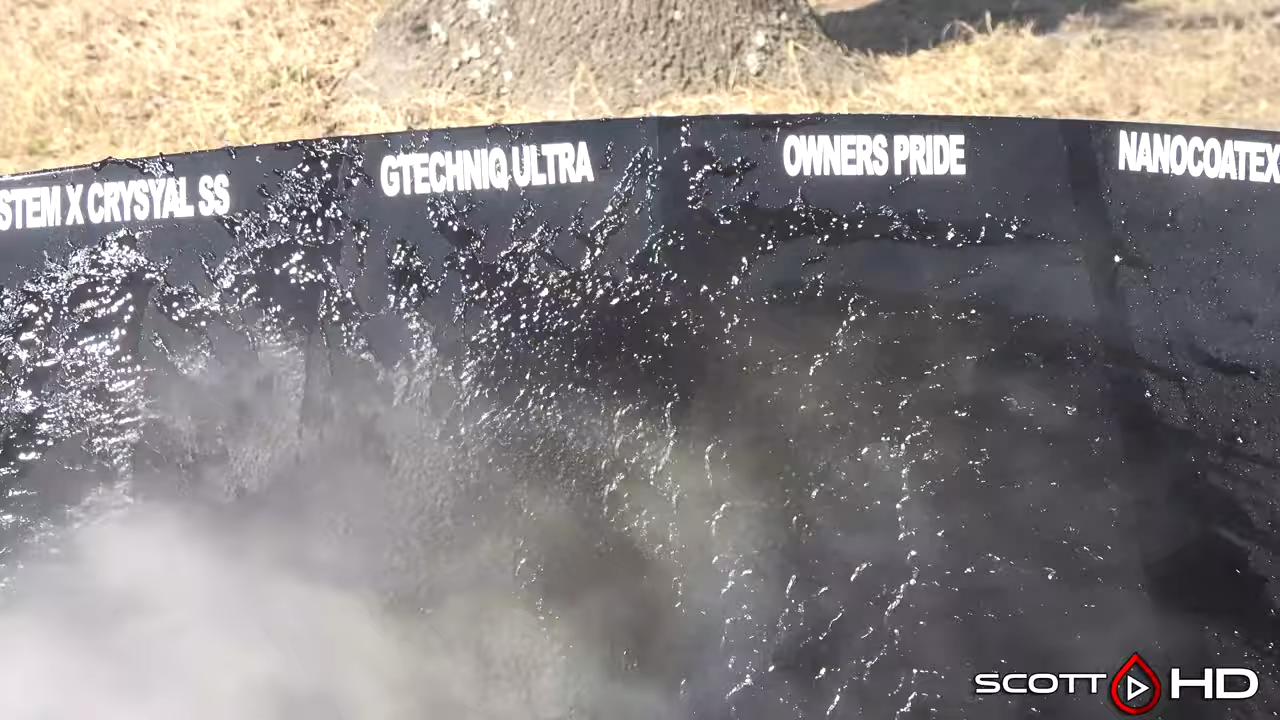 STEM X CRYSYAL SS
GTECHNIQ ULTRA
OWNERS PRIDE
NANOCOATEX
SCOTT HD